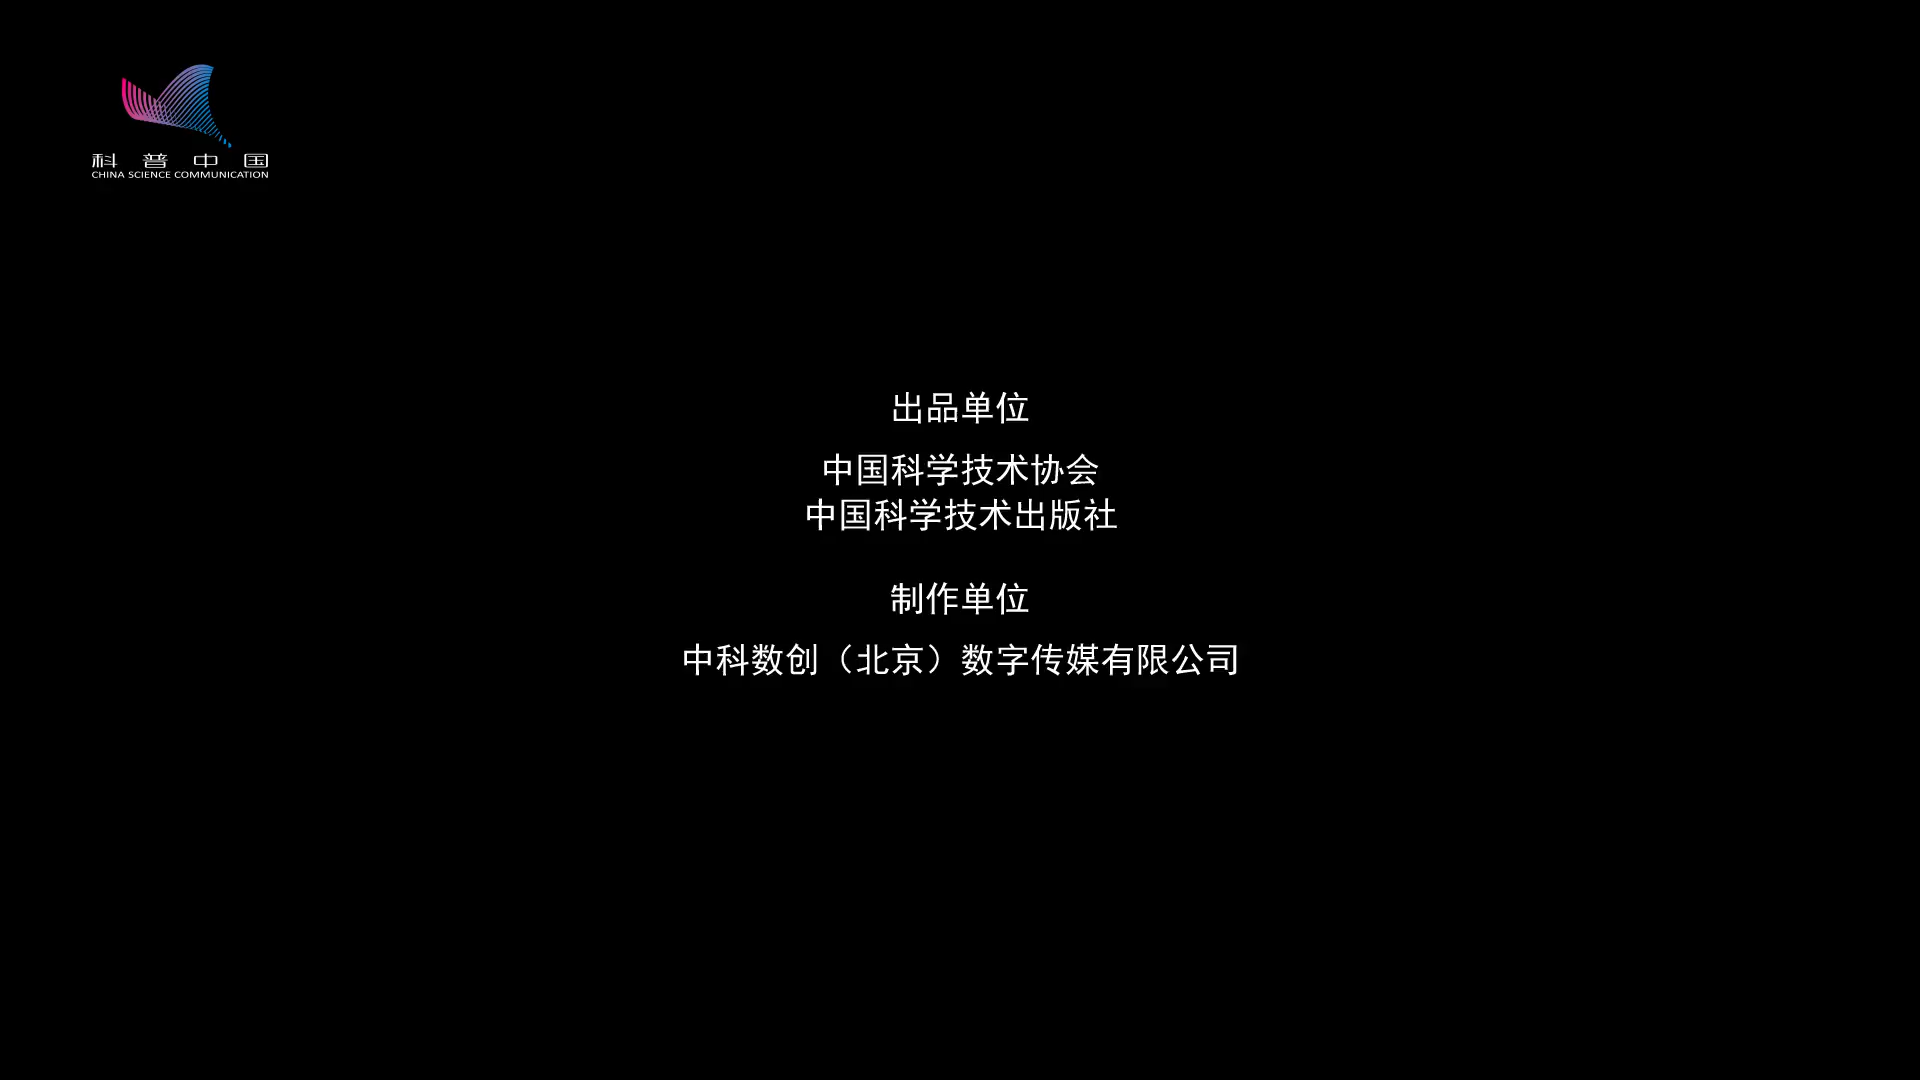 科普中国
CHINA SCIENCE COMMUNICATION
出品单位
中国科学技术协会
中国科学技术出版社
制作单位
中科数创（北京）数字传媒有限公司